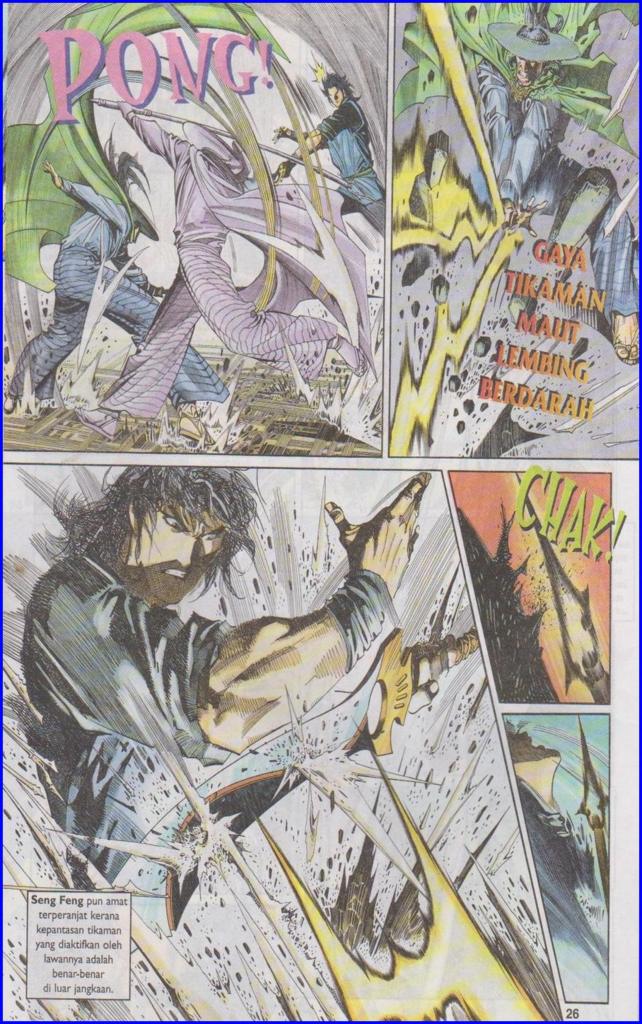 PONG!
GAYA
TIKAMAN
MAUT
LEMBING
BERDARAH
CHAK!
Seng Feng pun amat
terperanjat kerana
kepantasan tikaman
yang diaktifkan oleh
lawannya adalah
benar-benar
di luar jangkaan.
26